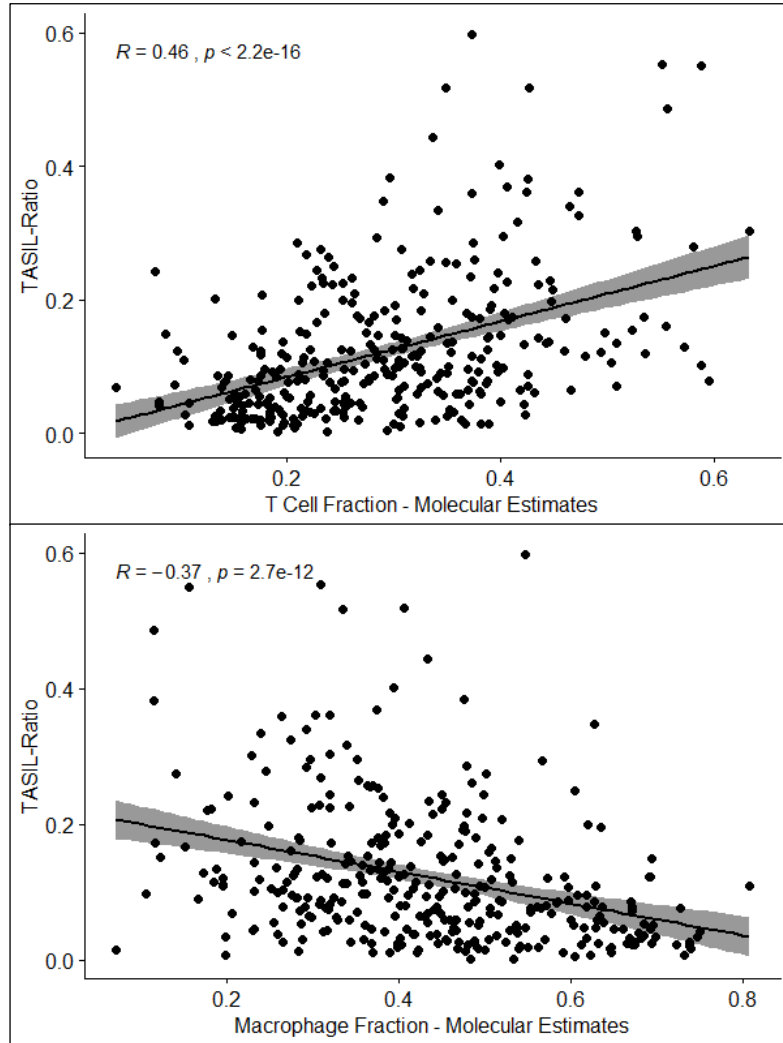 R = 0.46 , p < 2.2e-16
0.6
0.4
0.2
0.0
TASIL-Ratio
0.2 0.4 0.6
T Cell Fraction - Molecular Estimates
R = −0.37 , p = 2.7e-12
0.6
0.4
0.2
0.0
TASIL-Ratio
0.2 0.4 0.6 0.8
Macrophage Fraction - Molecular Estimates